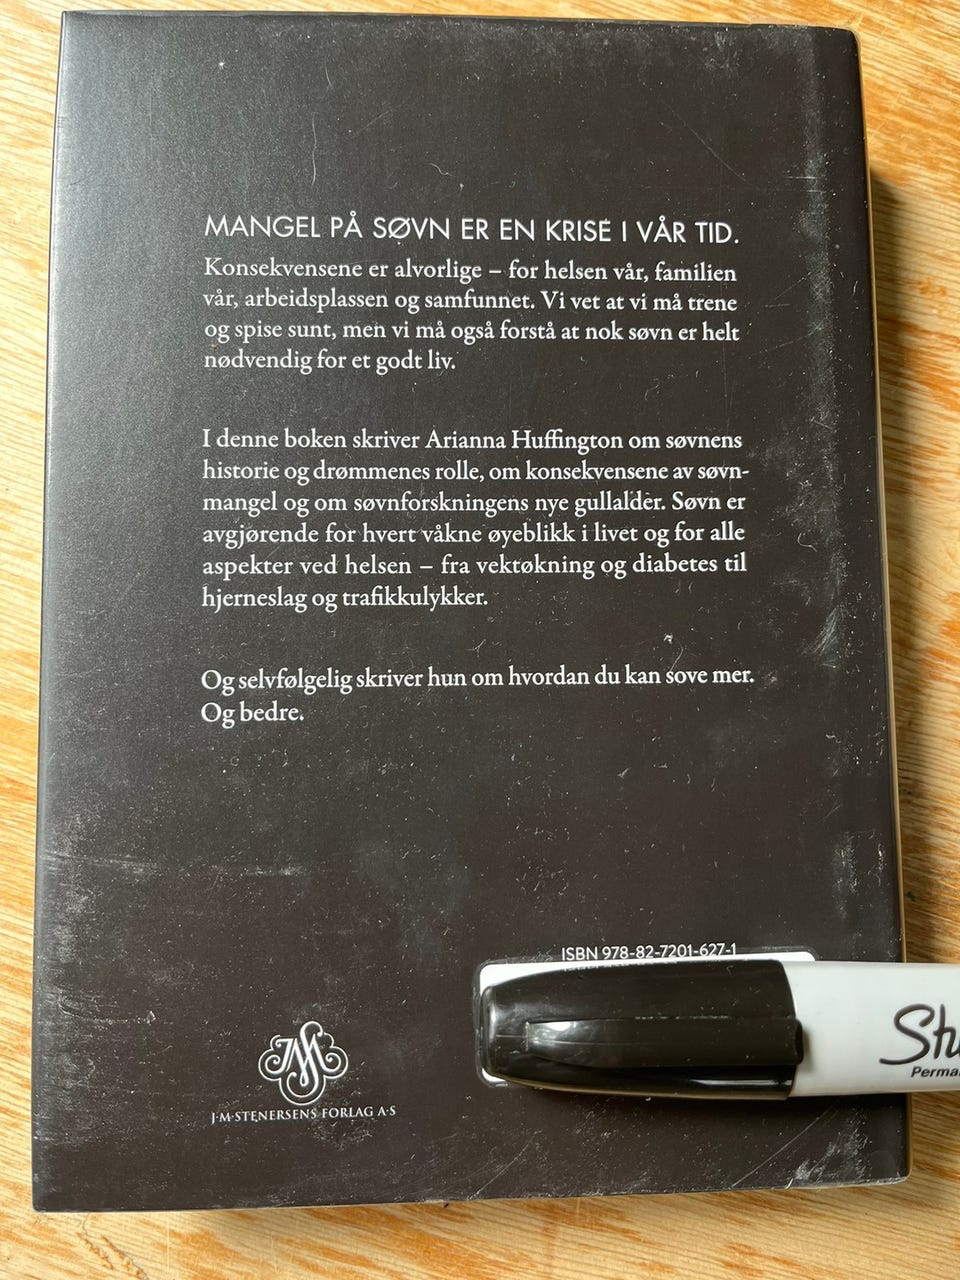 MANGEL PÅ SØVN ER EN KRISE I VÅR TID.
Konsekvensene er alvorlige – for helsen vår, familien
vår, arbeidsplassen og samfunnet. Vi vet at vi må trene
og spise sunt, men vi må også forstå at nok søvn er helt
nødvendig for et godt liv.
I denne boken skriver Arianna Huffington om søvnens
historie og drømmenes rolle, om konsekvensene av søvn-
mangel og om søvnforskningens nye gullalder. Søvn er
avgjørende for hvert våkne øyeblikk i livet og for alle
aspekter ved helsen – fra vektøkning og diabetes til
hjerneslag og trafikkulykker.
Og selvfølgelig skriver hun om hvordan du kan sove mer.
Og bedre.
ISBN 978-82-7201-627-1
J·M·STENERSENS FORLAG A·S